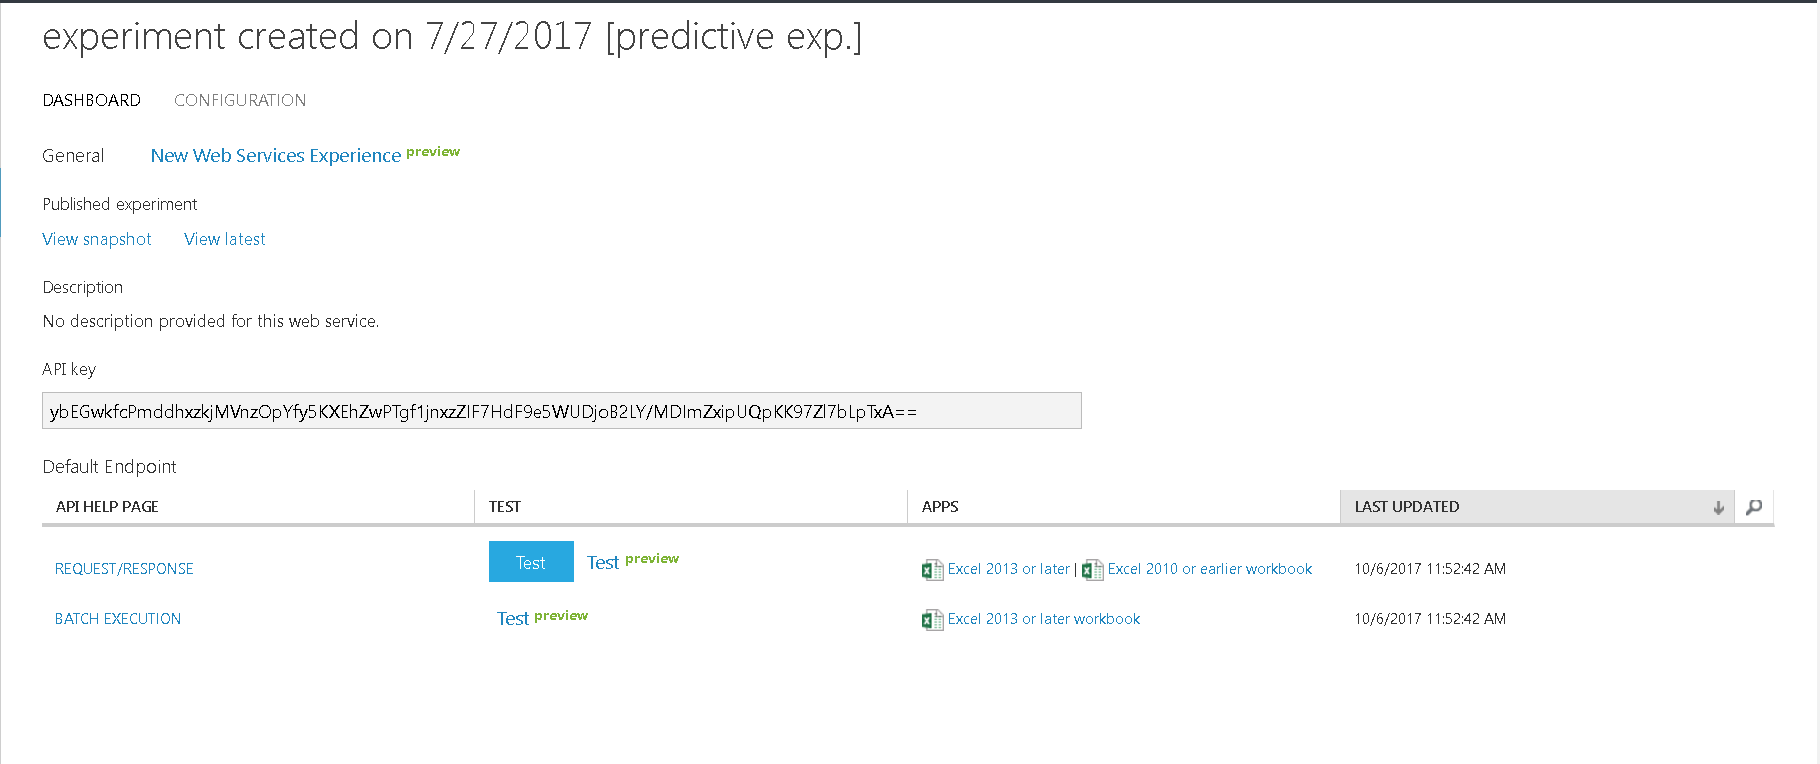 experiment created on 7/27/2017 [predictive exp.]
DASHBOARD CONFIGURATION
General New Web Services Experience preview
Published experiment
View snapshot View latest
Description
No description provided for this web service.
API key
ybEGwkfcPmddhxzkjMVnzOpYfy5KXEhZwPTgf1jnxzZIF7HdF9e5WUDjoB2LY/MDImZxipUQpKK97Zl7bLpTxA==
Default Endpoint
API HELP PAGE TEST APPS LAST UPDATED
REQUEST/RESPONSE Test Test preview Excel 2013 or later | Excel 2010 or earlier workbook 10/6/2017 11:52:42 AM
BATCH EXECUTION Test preview Excel 2013 or later workbook 10/6/2017 11:52:42 AM